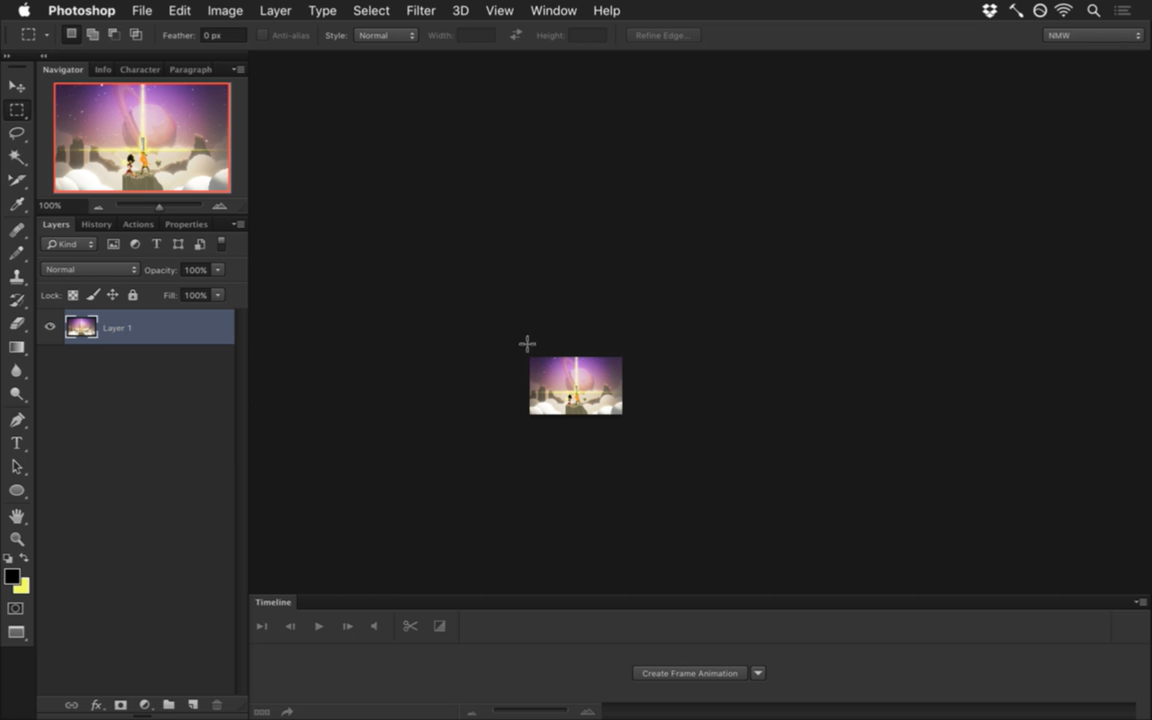 Photoshop File Edit Image Layer Type Select Filter 3D View Window Help
Feather: 0 px Anti-alias Style: Normal Width: Height: Refine Edge... NMW
Navigator Info Character Paragraph
100%
Layers History Actions Properties
Kind T
Normal Opacity: 100%
Lock: Fill: 100%
Layer 1
T
Timeline
Create Frame Animation
fx